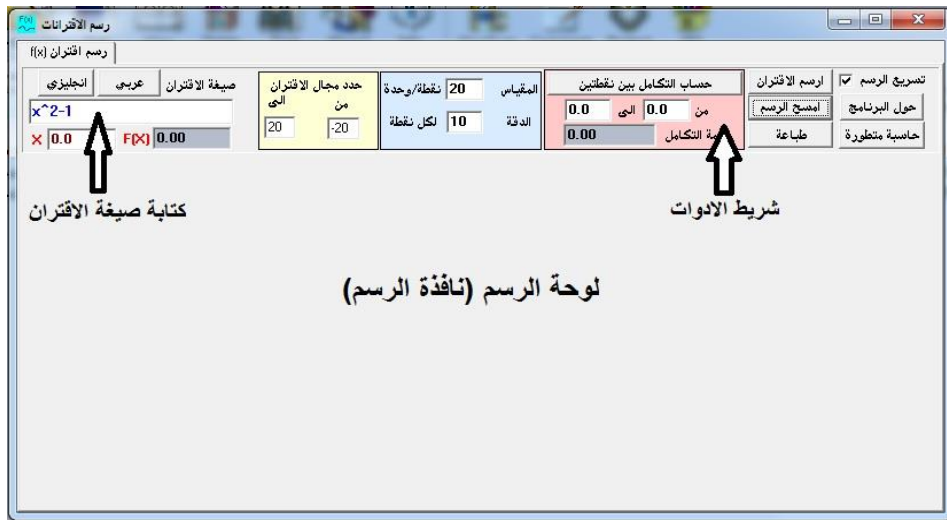 رسم الاقترانات F(x)
رسم اقتران f(x)
تسريع الرسم
ارسم الاقتران
حساب التكامل بين نقطتين
المقياس 20 نقطة/وحدة
حدد مجال الاقتران
صيغة الاقتران عربي انجليزي
حول البرنامج
امسح الرسم
من 0.0 الى 0.0
الدقة 10 لكل نقطة
من الى
-20 20
x^2-1
حاسبة متطورة
طباعة
مة التكامل 0.00
X 0.0 F(X) 0.00
شريط الادوات
كتابة صيغة الاقتران
لوحة الرسم (نافذة الرسم)